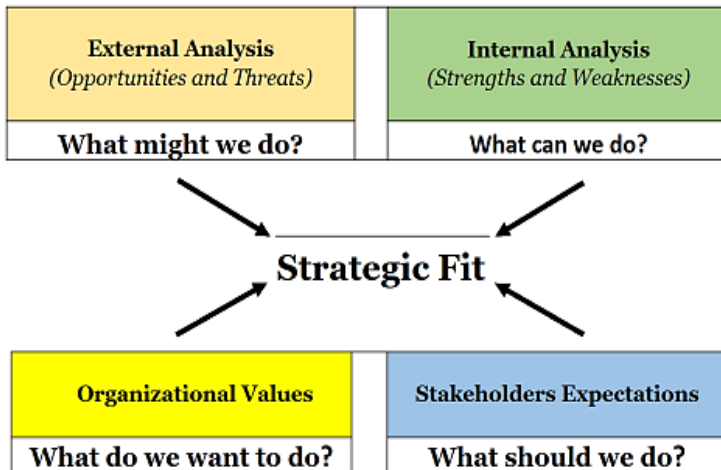 External Analysis
(Opportunities and Threats)
What might we do?
Internal Analysis
(Strengths and Weaknesses)
What can we do?
Strategic Fit
Organizational Values
What do we want to do?
Stakeholders Expectations
What should we do?